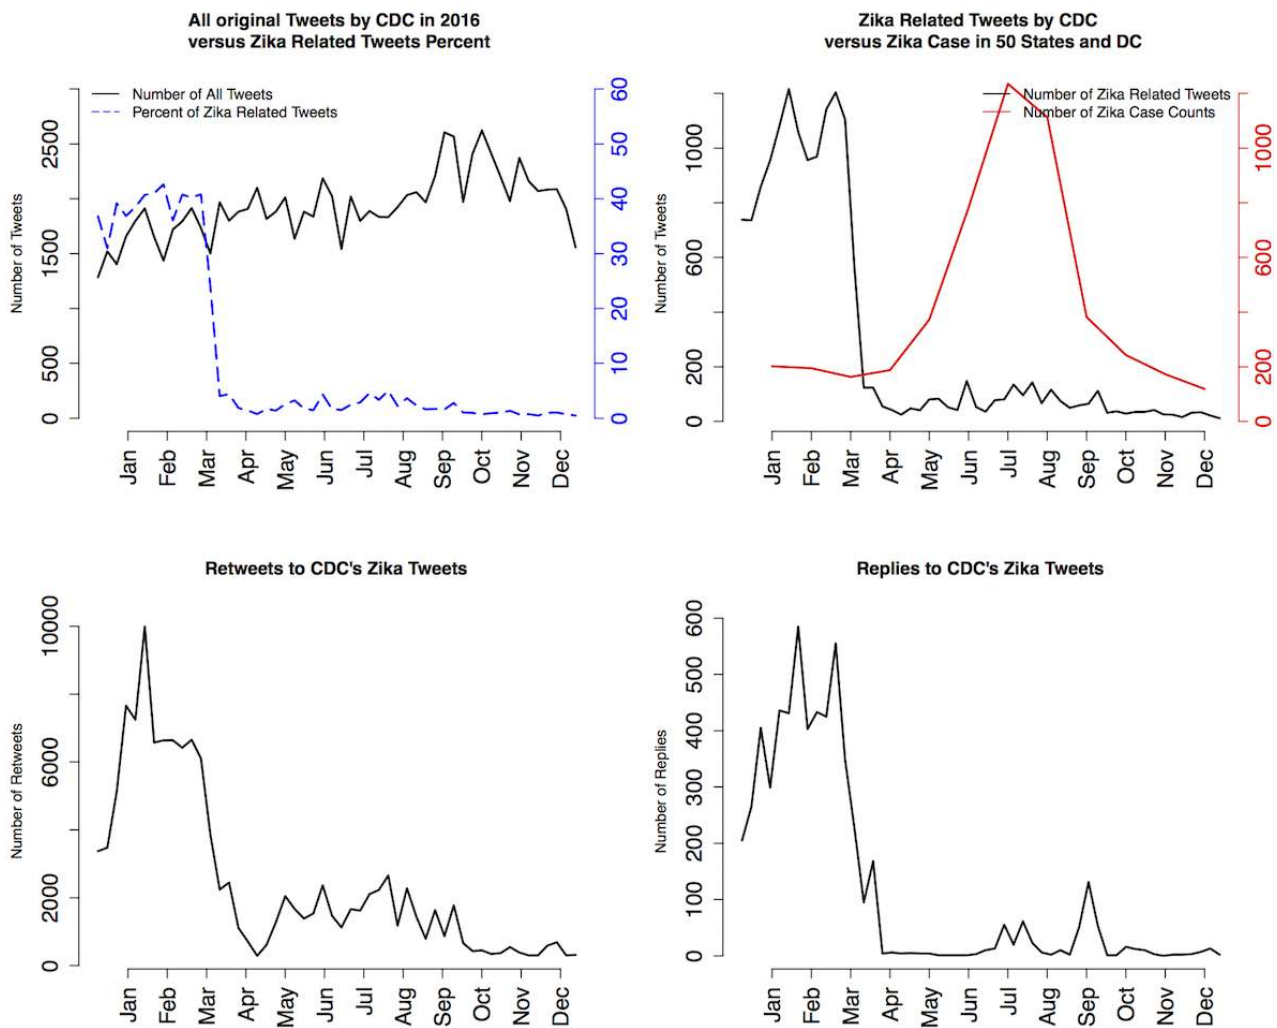 All original Tweets by CDC in 2016
versus Zika Related Tweets Percent
Number of All Tweets
Percent of Zika Related Tweets
Number of Tweets
0
500
1500
2500
0
10
20
30
40
50
60
Jan
Feb
Mar
Apr
May
Jun
Jul
Aug
Sep
Oct
Nov
Dec
Zika Related Tweets by CDC
versus Zika Case in 50 States and DC
Number of Zika Related Tweets
Number of Zika Case Counts
Number of Tweets
0
200
600
1000
0
200
600
1000
Jan
Feb
Mar
Apr
May
Jun
Jul
Aug
Sep
Oct
Nov
Dec
Retweets to CDC's Zika Tweets
Number of Retweets
0
2000
6000
10000
Jan
Feb
Mar
Apr
May
Jun
Jul
Aug
Sep
Oct
Nov
Dec
Replies to CDC's Zika Tweets
Number of Replies
0
100
200
300
400
500
600
Jan
Feb
Mar
Apr
May
Jun
Jul
Aug
Sep
Oct
Nov
Dec